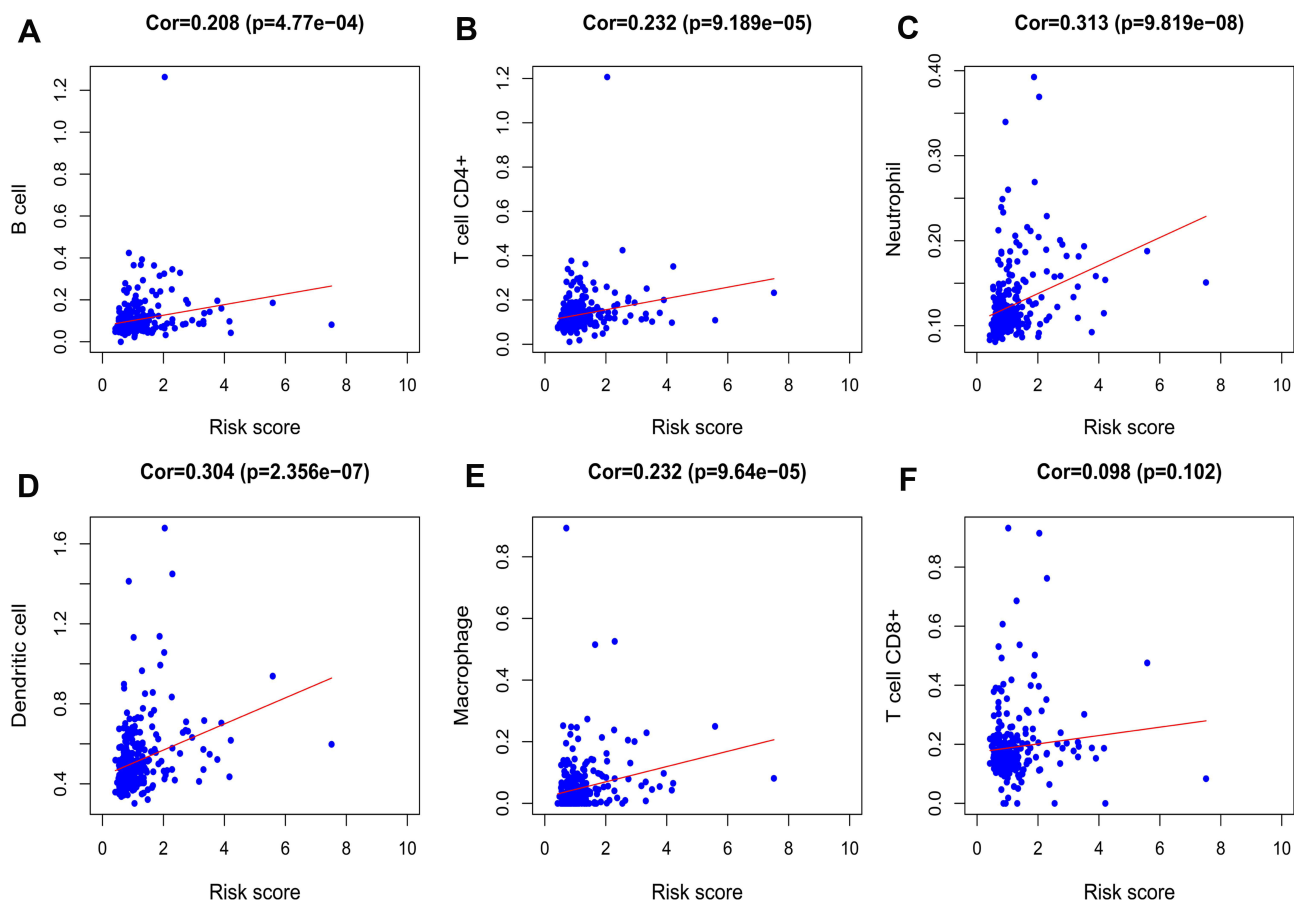 A
Cor=0.208 (p=4.77e−04)
B cell
0.0 0.2 0.4 0.6 0.8 1.0 1.2
0 2 4 6 8 10
Risk score
B
Cor=0.232 (p=9.189e−05)
T cell CD4+
0.0 0.2 0.4 0.6 0.8 1.0 1.2
0 2 4 6 8 10
Risk score
C
Cor=0.313 (p=9.819e−08)
Neutrophil
0.10 0.20 0.30 0.40
0 2 4 6 8 10
Risk score
D
Cor=0.304 (p=2.356e−07)
Dendritic cell
0.4 0.8 1.2 1.6
0 2 4 6 8 10
Risk score
E
Cor=0.232 (p=9.64e−05)
Macrophage
0.0 0.2 0.4 0.6 0.8
0 2 4 6 8 10
Risk score
F
Cor=0.098 (p=0.102)
T cell CD8+
0.0 0.2 0.4 0.6 0.8
0 2 4 6 8 10
Risk score